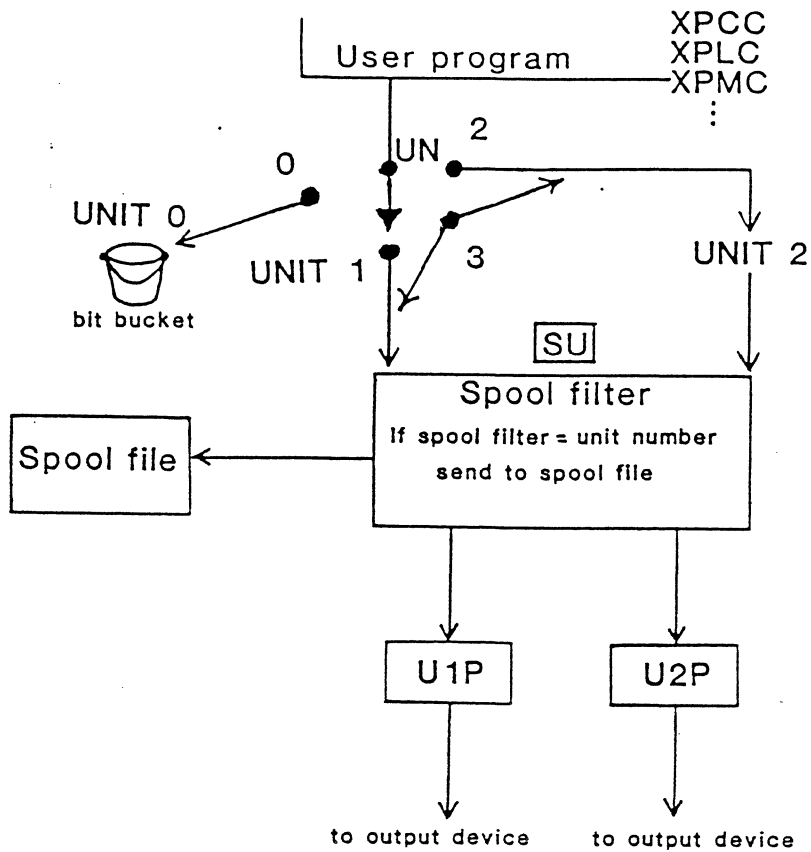 XPCC
User program
XPLC
XPMC
⋮
0
UN
2
UNIT 0
UNIT 1
3
UNIT 2
bit bucket
SU
Spool filter
If spool filter = unit number
send to spool file
Spool file
U1P
U2P
to output device
to output device